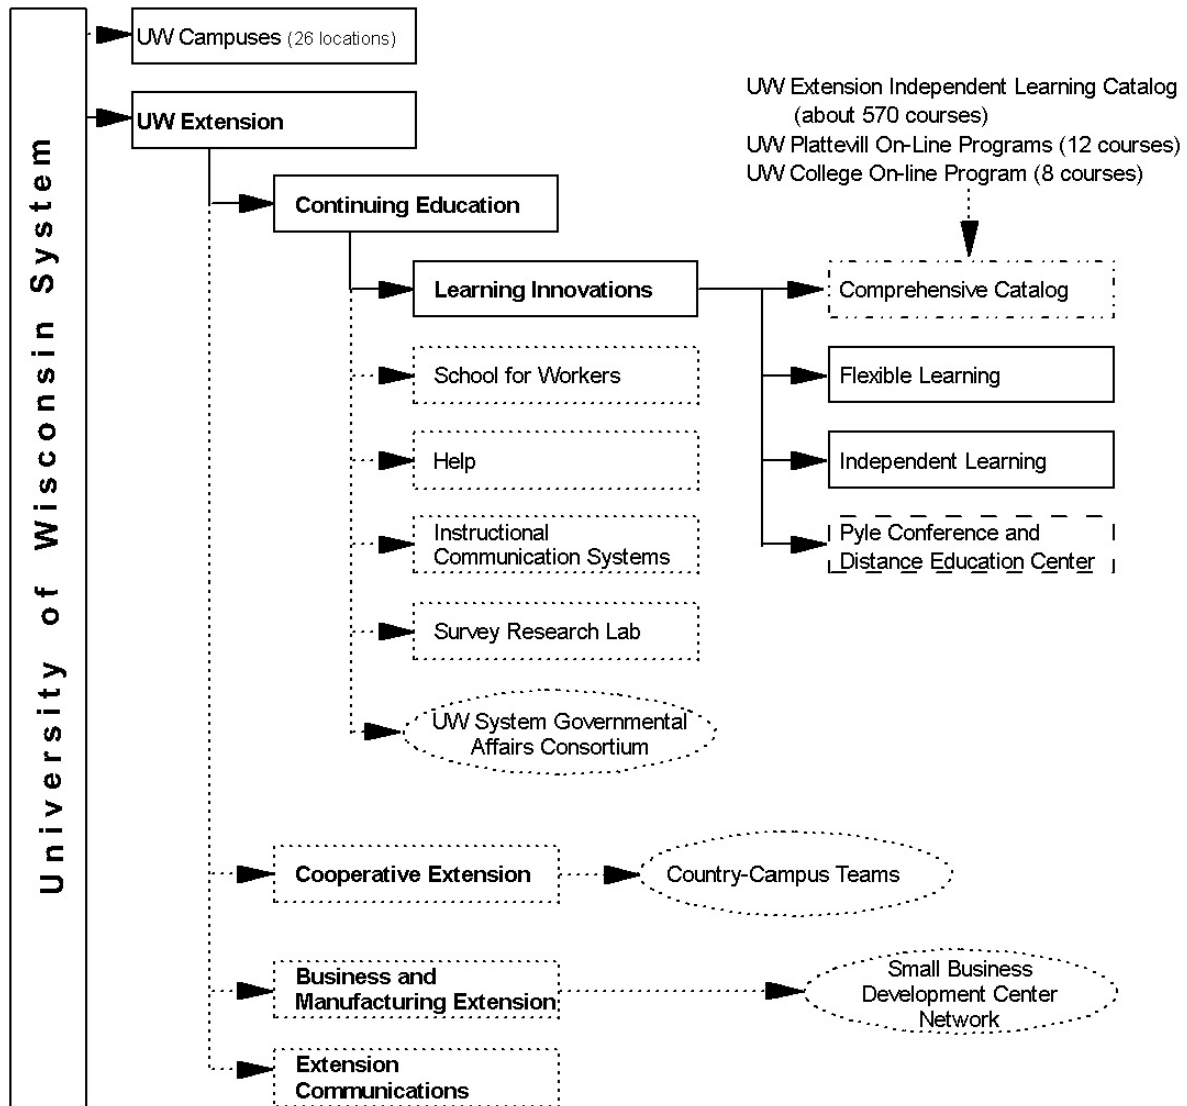 University of Wisconsin System
UW Campuses (26 locations)
UW Extension
UW Extension Independent Learning Catalog
(about 570 courses)
UW Plattevill On-Line Programs (12 courses)
UW College On-line Program (8 courses)
Continuing Education
Learning Innovations
Comprehensive Catalog
School for Workers
Flexible Learning
Help
Independent Learning
Instructional
Communication Systems
Pyle Conference and
Distance Education Center
Survey Research Lab
UW System Governmental
Affairs Consortium
Cooperative Extension
Country-Campus Teams
Business and
Manufacturing Extension
Small Business
Development Center
Network
Extension
Communications